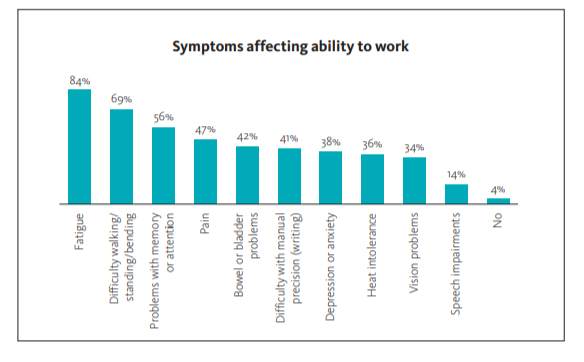 Symptoms affecting ability to work
84%
69%
56%
47%
42%
41%
38%
36%
34%
14%
4%
Fatigue
Difficulty walking/
standing/bending
Problems with memory
or attention
Pain
Bowel or bladder
problems
Difficulty with manual
precision (writing)
Depression or anxiety
Heat intolerance
Vision problems
Speech impairments
No